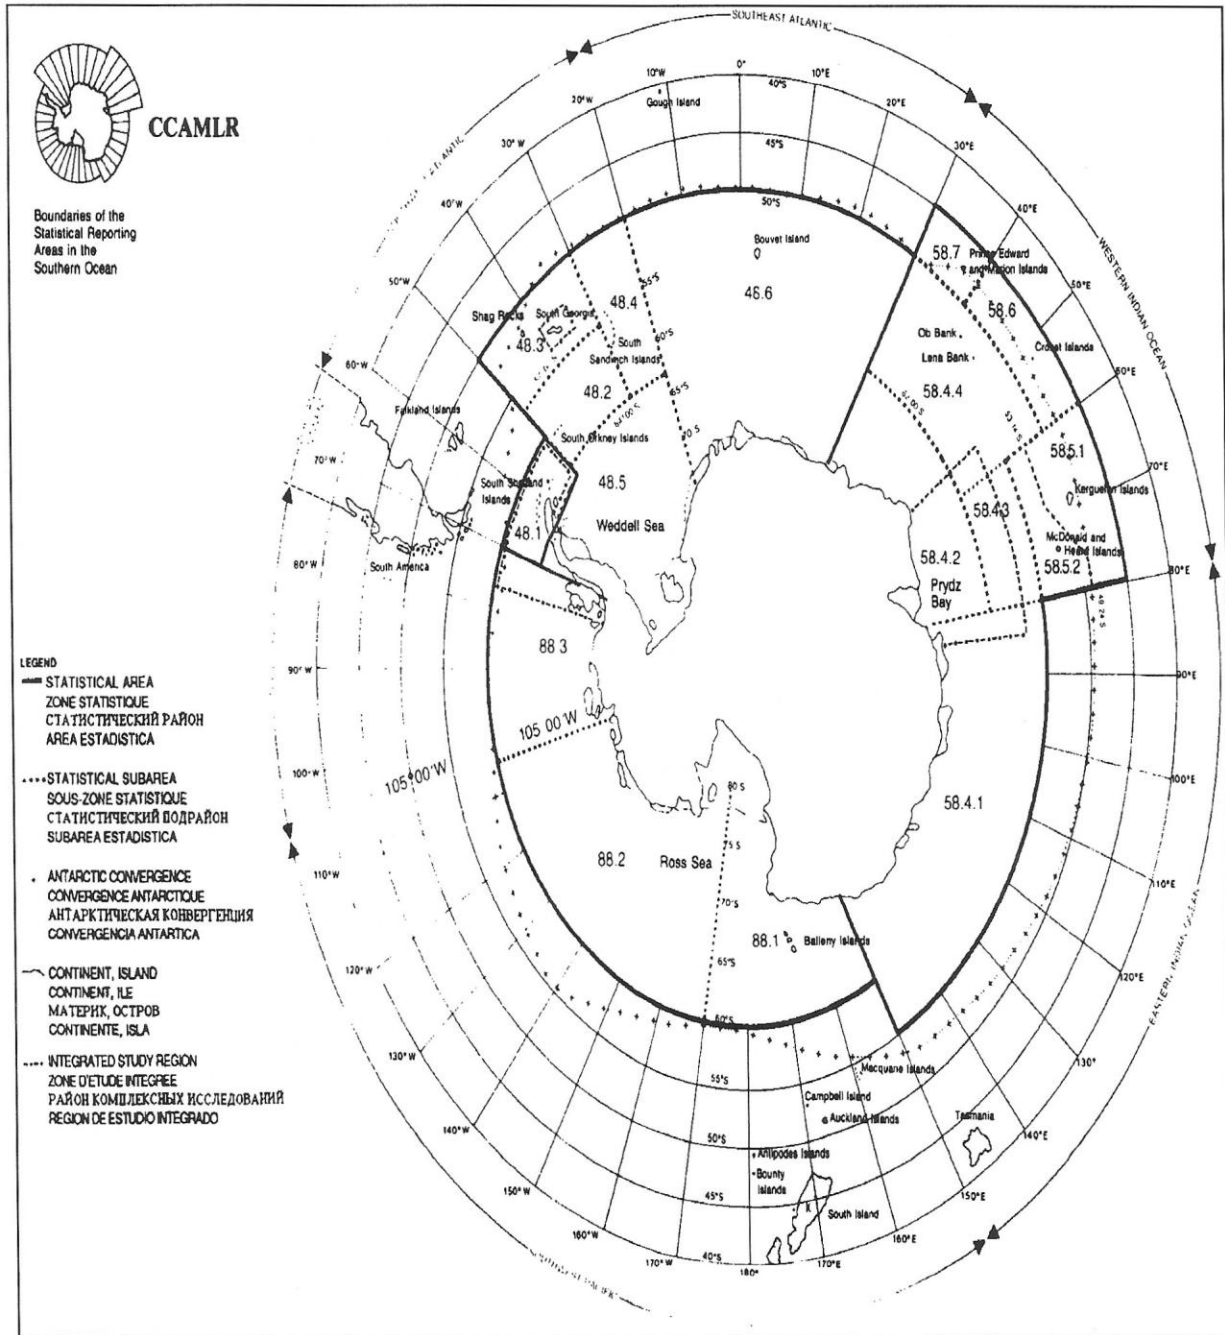 CCAMLR
Boundaries of the
Statistical Reporting
Areas in the
Southern Ocean
SOUTHEAST ATLANTIC
WESTERN INDIAN OCEAN
EASTERN INDIAN OCEAN
10°W
0°
10°E
20°W
40°S
20°E
Gough Island
30° W
45°S
30°E
40°W
50°S
40°E
50°W
Bouvet Island
58.7
Prince Edward
and Marion Islands
50°E
48.4
55°S
48.6
58.6
Shag Rocks
South Georgia
48.3
South
Sandwich Islands
60°S
Ob Bank
Lena Bank
Crozet Islands
60°W
48.2
65°S
58.4.4
60°E
64°00'S
Falkland Islands
South Orkney Islands
70°S
58.5.1
70°E
70°W
South Shetland
Islands
48.5
Kerguelen Islands
Weddell Sea
58.4.3
48.1
McDonald and
Heard Islands
South America
58.4.2
58.5.2
80°W
Prydz
Bay
80°E
88.3
90°W
90°E
105 00'W
105°00'W
100°W
100°E
80 S
58.4.1
75 S
88.2
Ross Sea
110°W
110°E
70°S
88.1
Balleny Islands
65°S
120°W
120°E
60°S
130°W
130°
Macquarie Islands
55°S
Campbell Island
Auckland Islands
Tasmania
140°W
140°E
50°S
Antipodes Islands
Bounty
Islands
150°W
150°E
45°S
South Island
160°W
160°E
40°S
170°W
180°
170°E
LEGEND
STATISTICAL AREA
ZONE STATISTIQUE
СТАТИСТИЧЕСКИЙ РАЙОН
AREA ESTADISTICA
STATISTICAL SUBAREA
SOUS-ZONE STATISTIQUE
СТАТИСТИЧЕСКИЙ ПОДРАЙОН
SUBAREA ESTADISTICA
ANTARCTIC CONVERGENCE
CONVERGENCE ANTARCTIQUE
АНТАРКТИЧЕСКАЯ КОНВЕРГЕНЦИЯ
CONVERGENCIA ANTARTICA
CONTINENT, ISLAND
CONTINENT, ILE
МАТЕРИК, ОСТРОВ
CONTINENTE, ISLA
INTEGRATED STUDY REGION
ZONE D'ETUDE INTEGREE
РАЙОН КОМПЛЕКСНЫХ ИССЛЕДОВАНИЙ
REGION DE ESTUDIO INTEGRADO